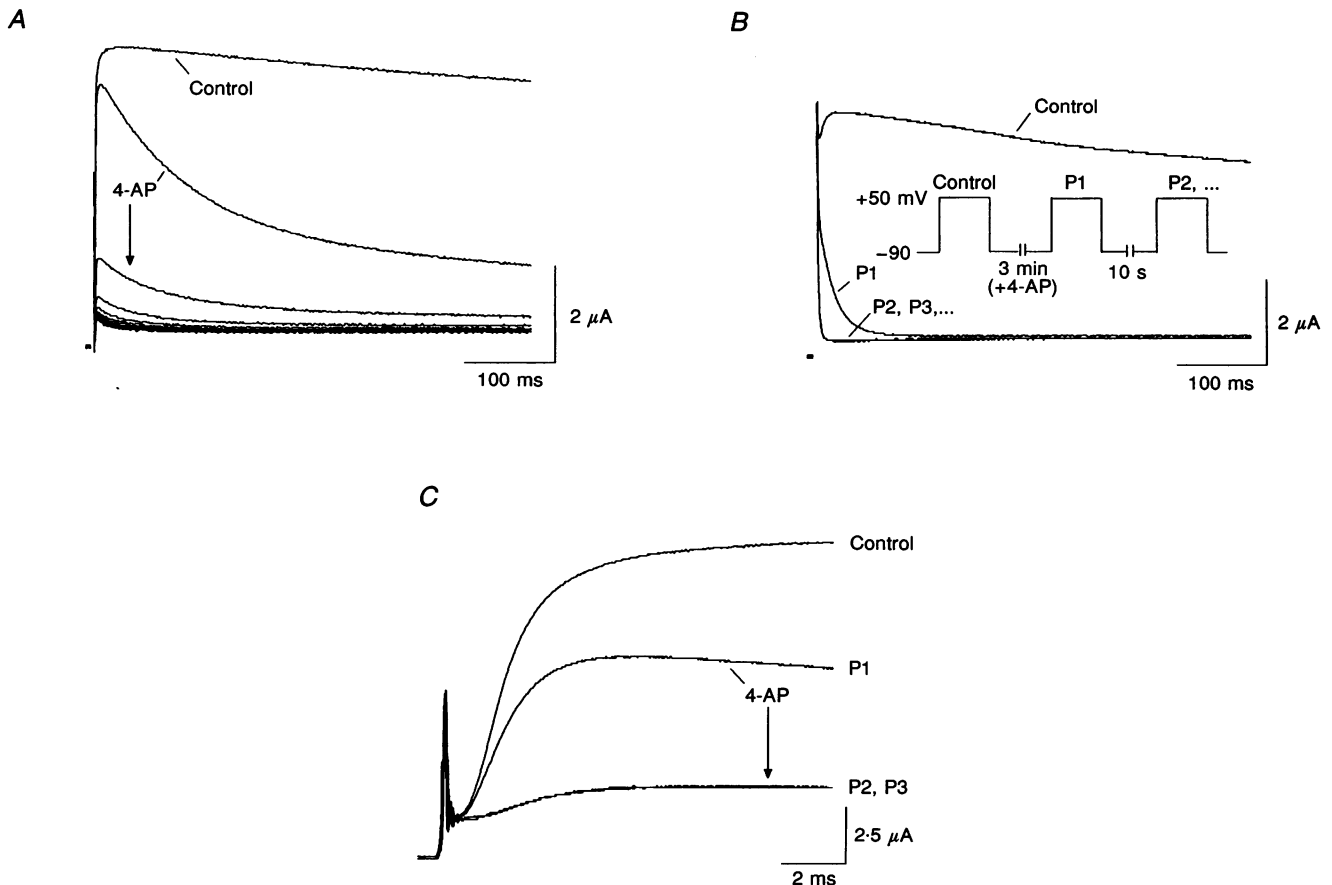 A
Control
4-AP
2 μA
100 ms
B
Control
Control P1 P2, ...
+50 mV
−90
3 min 10 s
(+4-AP)
P1
P2, P3,...
2 μA
100 ms
C
Control
P1
4-AP
P2, P3
2·5 μA
2 ms